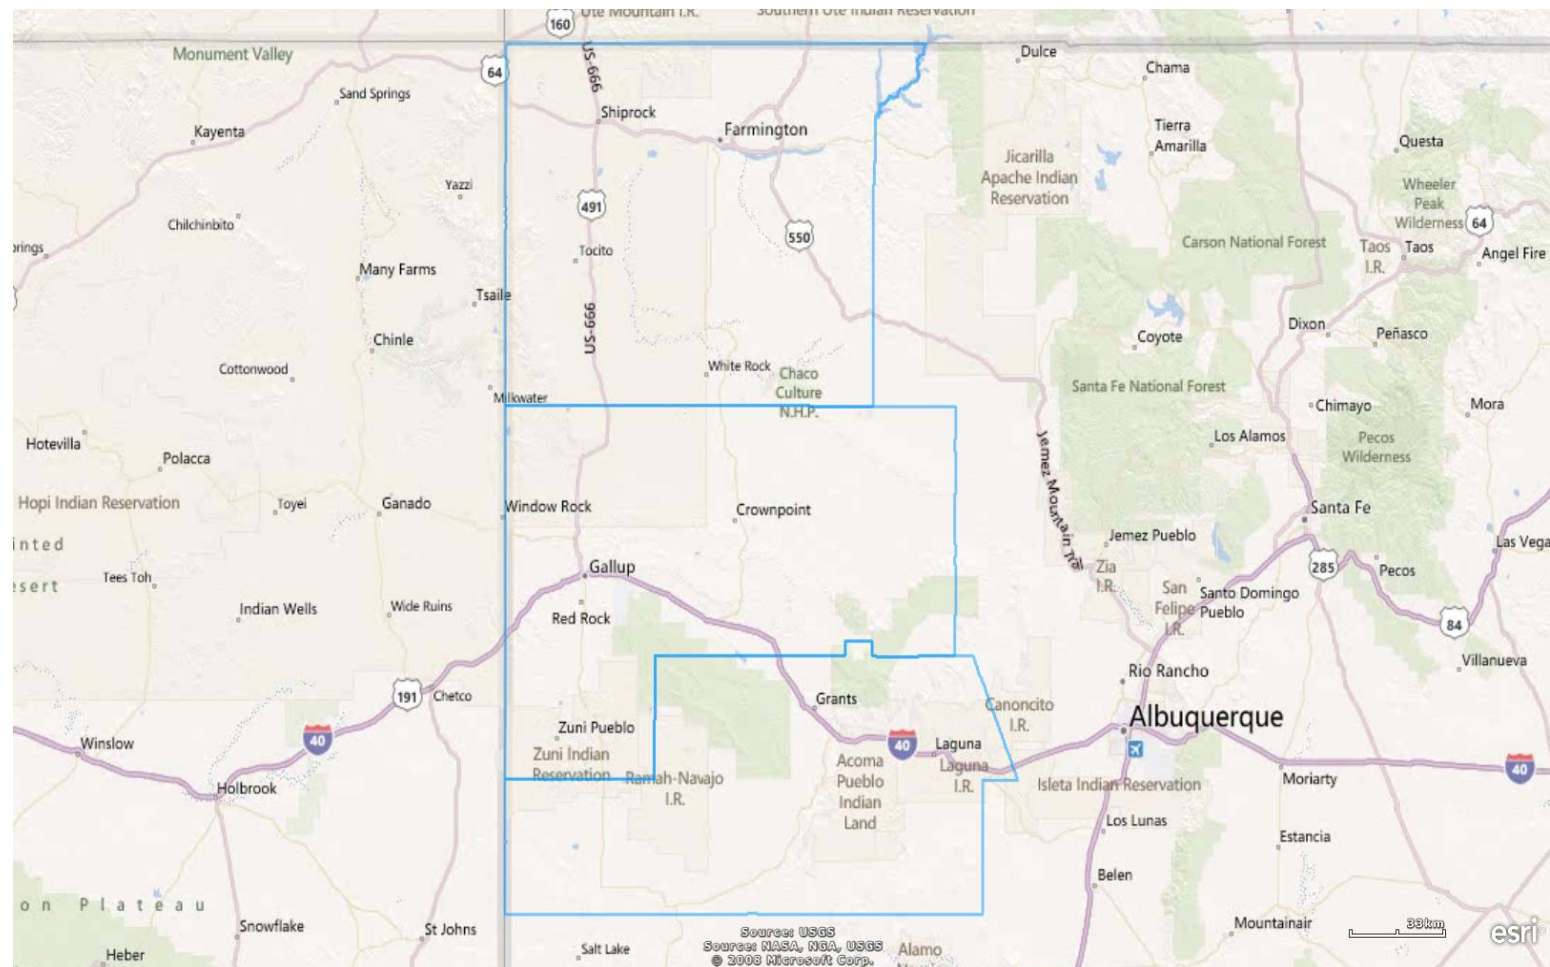 160
Ute Mountain I.R.
Southern Ute Indian Reservation
Monument Valley
64
US-666
Dulce
Chama
Sand Springs
Shiprock
Farmington
Kayenta
Tierra
Amarilla
Questa
Jicarilla
Apache Indian
Reservation
Wheeler
Peak
Wilderness
64
Yazzi
491
Chilchinbito
550
Carson National Forest
Taos
I.R.
Taos
Angel Fire
prings
Tocito
Many Farms
Tsaile
US-666
Dixon
Peñasco
Coyote
Chinle
Cottonwood
White Rock
Chaco
Culture
N.H.P.
Santa Fe National Forest
Milkwater
Chimayo
Mora
Hotevilla
Polacca
Los Alamos
Pecos
Wilderness
Jemez Mountain Trl
Hopi Indian Reservation
Toyei
Ganado
Window Rock
Crownpoint
Santa Fe
inted
esert
Jemez Pueblo
Las Vega
Tees Toh
Gallup
Zia
I.R.
285
Pecos
San
Felipe
I.R.
Santo Domingo
Pueblo
Indian Wells
Wide Ruins
Red Rock
84
Villanueva
Rio Rancho
191
Chetco
Grants
Canoncito
I.R.
Albuquerque
Winslow
40
Zuni Pueblo
Zuni Indian
Reservation
40
Laguna
Laguna
I.R.
40
Holbrook
Ramah-Navajo
I.R.
Acoma
Pueblo
Indian
Land
Isleta Indian Reservation
Moriarty
Los Lunas
Estancia
Belen
on Plateau
Snowflake
St Johns
Mountainair
33km
Heber
Salt Lake
Alamo
Source: USGS
Source: NASA, NGA, USGS
© 2008 Microsoft Corp.
esri